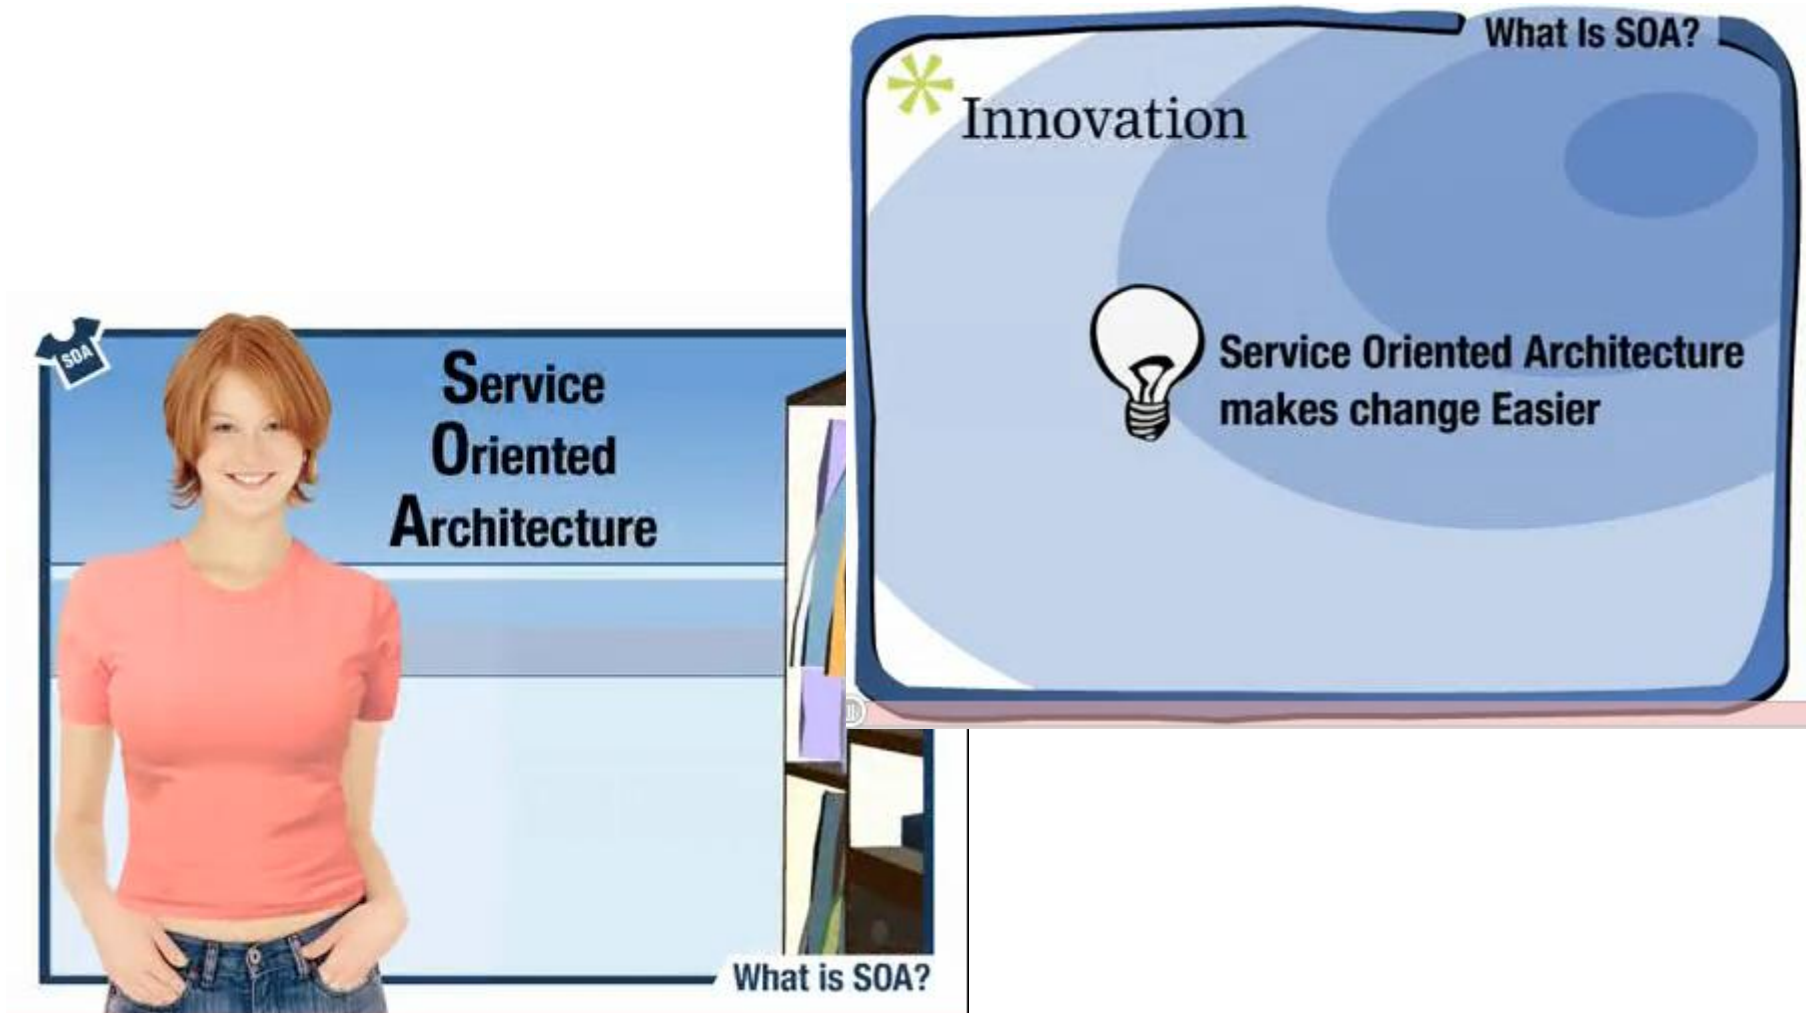 What Is SOA?
Innovation
Service Oriented Architecture
makes change Easier
SOA
Service
Oriented
Architecture
What is SOA?